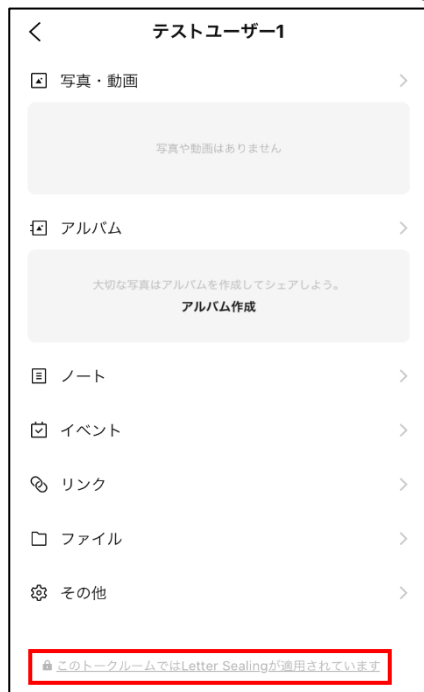 テストユーザー1
写真・動画
写真や動画はありません
アルバム
大切な写真はアルバムを作成してシェアしよう。
アルバム作成
ノート
イベント
リンク
ファイル
その他
このトークルームではLetter Sealingが適用されています